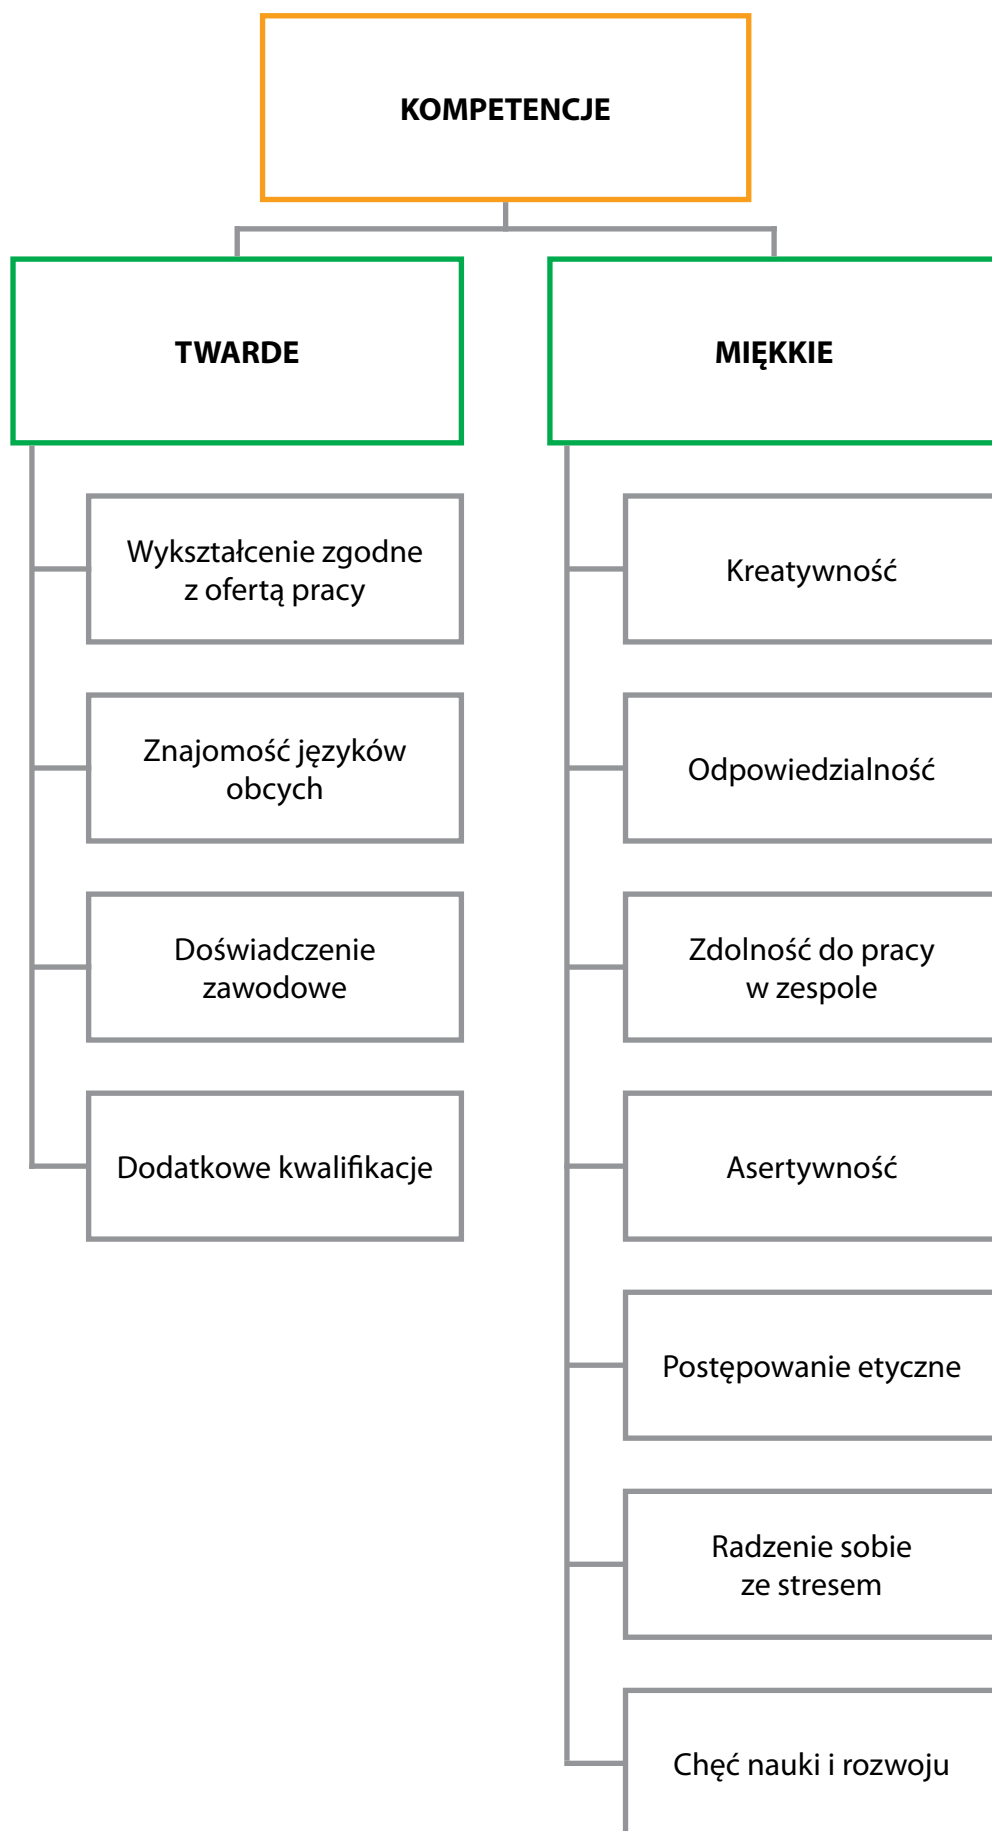 KOMPETENCJE
TWARDE
Wykształcenie zgodne
z ofertą pracy
Znajomość języków
obcych
Doświadczenie
zawodowe
Dodatkowe kwalifikacje
MIĘKKIE
Kreatywność
Odpowiedzialność
Zdolność do pracy
w zespole
Asertywność
Postępowanie etyczne
Radzenie sobie
ze stresem
Chęć nauki i rozwoju